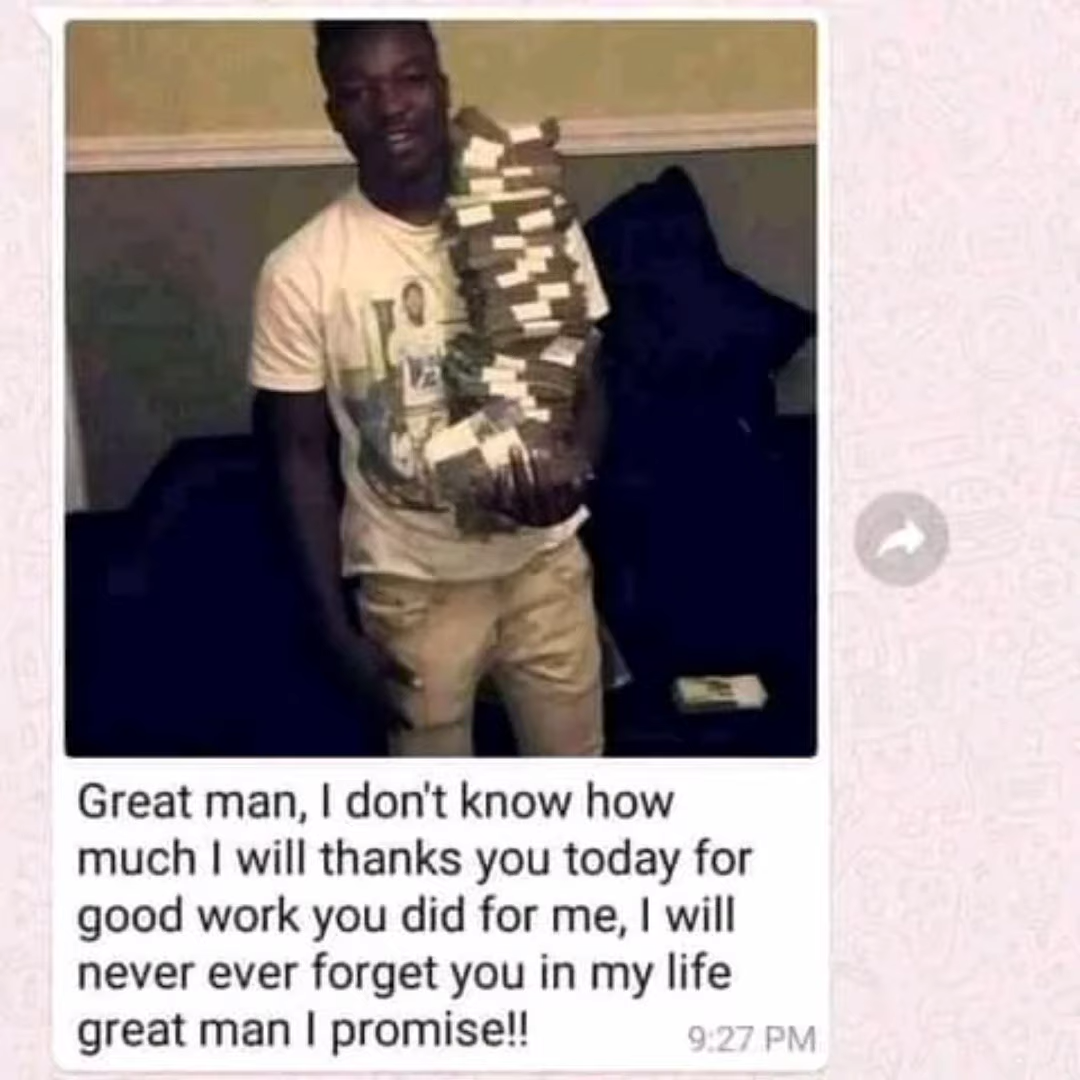 Great man, I don't know how
much I will thanks you today for
good work you did for me, I will
never ever forget you in my life
great man I promise!!
9:27 PM